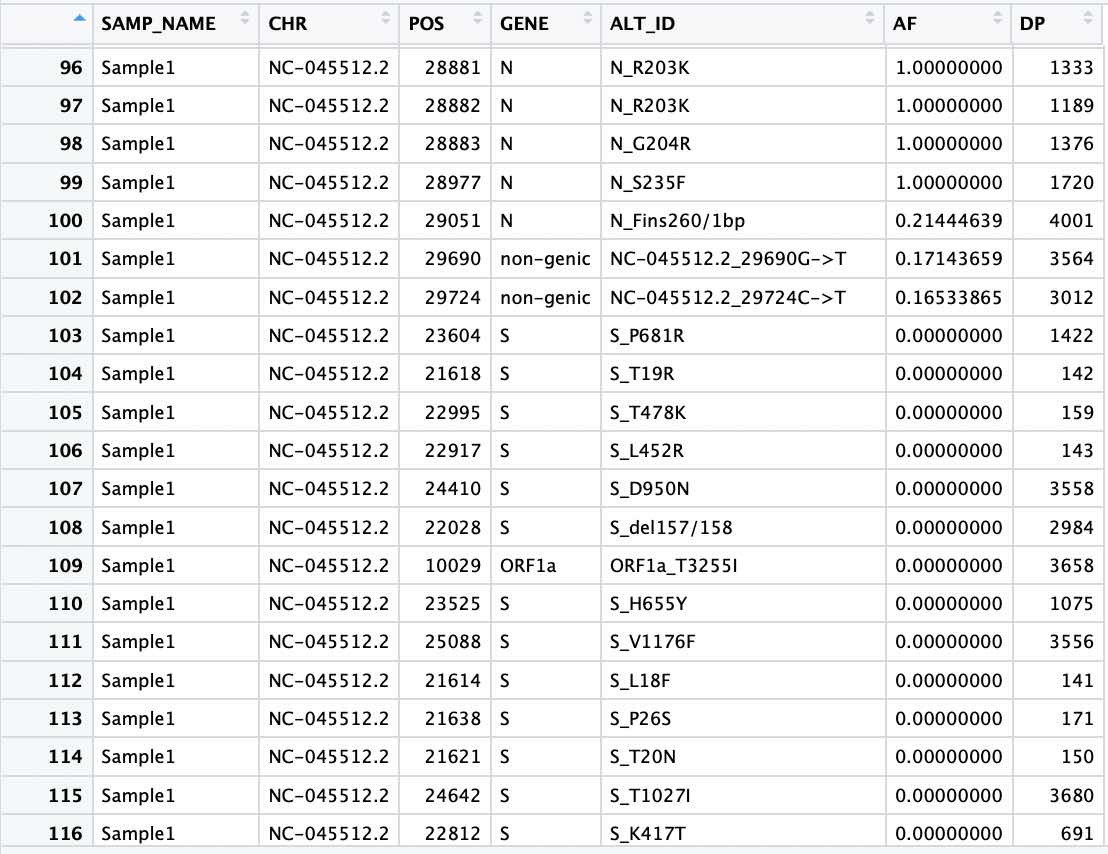 SAMP_NAME CHR POS GENE ALT_ID AF DP
96 Sample1 NC-045512.2 28881 N N_R203K 1.00000000 1333
97 Sample1 NC-045512.2 28882 N N_R203K 1.00000000 1189
98 Sample1 NC-045512.2 28883 N N_G204R 1.00000000 1376
99 Sample1 NC-045512.2 28977 N N_S235F 1.00000000 1720
100 Sample1 NC-045512.2 29051 N N_Fins260/1bp 0.21444639 4001
101 Sample1 NC-045512.2 29690 non-genic NC-045512.2_29690G->T 0.17143659 3564
102 Sample1 NC-045512.2 29724 non-genic NC-045512.2_29724C->T 0.16533865 3012
103 Sample1 NC-045512.2 23604 S S_P681R 0.00000000 1422
104 Sample1 NC-045512.2 21618 S S_T19R 0.00000000 142
105 Sample1 NC-045512.2 22995 S S_T478K 0.00000000 159
106 Sample1 NC-045512.2 22917 S S_L452R 0.00000000 143
107 Sample1 NC-045512.2 24410 S S_D950N 0.00000000 3558
108 Sample1 NC-045512.2 22028 S S_del157/158 0.00000000 2984
109 Sample1 NC-045512.2 10029 ORF1a ORF1a_T3255I 0.00000000 3658
110 Sample1 NC-045512.2 23525 S S_H655Y 0.00000000 1075
111 Sample1 NC-045512.2 25088 S S_V1176F 0.00000000 3556
112 Sample1 NC-045512.2 21614 S S_L18F 0.00000000 141
113 Sample1 NC-045512.2 21638 S S_P26S 0.00000000 171
114 Sample1 NC-045512.2 21621 S S_T20N 0.00000000 150
115 Sample1 NC-045512.2 24642 S S_T1027I 0.00000000 3680
116 Sample1 NC-045512.2 22812 S S_K417T 0.00000000 691